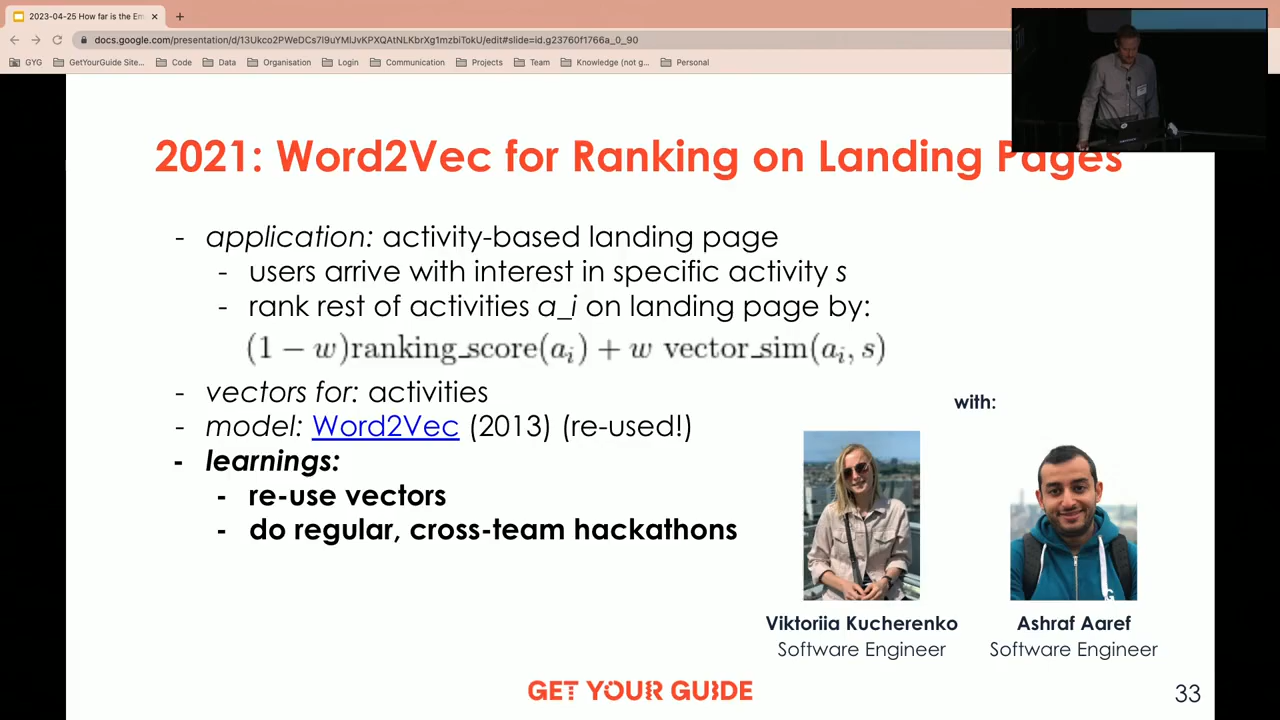 2023-04-25 How far is the Em
docs.google.com/presentation/d/13Ukco2PWeDCs7l9uYMlJvKPXQAtNLKbrXg1mzbiTokU/edit#slide=id.g23760f1766a_0_90
GYG GetYourGuide Site... Code Data Organisation Login Communication Projects Team Knowledge (not g... Personal
2021: Word2Vec for Ranking on Landing Pages
- application: activity-based landing page
- users arrive with interest in specific activity s
- rank rest of activities a_i on landing page by:
(1 − w)ranking_score(a_i) + w vector_sim(a_i, s)
- vectors for: activities
- model: Word2Vec (2013) (re-used!)
- learnings:
- re-use vectors
- do regular, cross-team hackathons
with:
Viktoriia Kucherenko
Software Engineer
Ashraf Aaref
Software Engineer
GET YOUR GUIDE
33